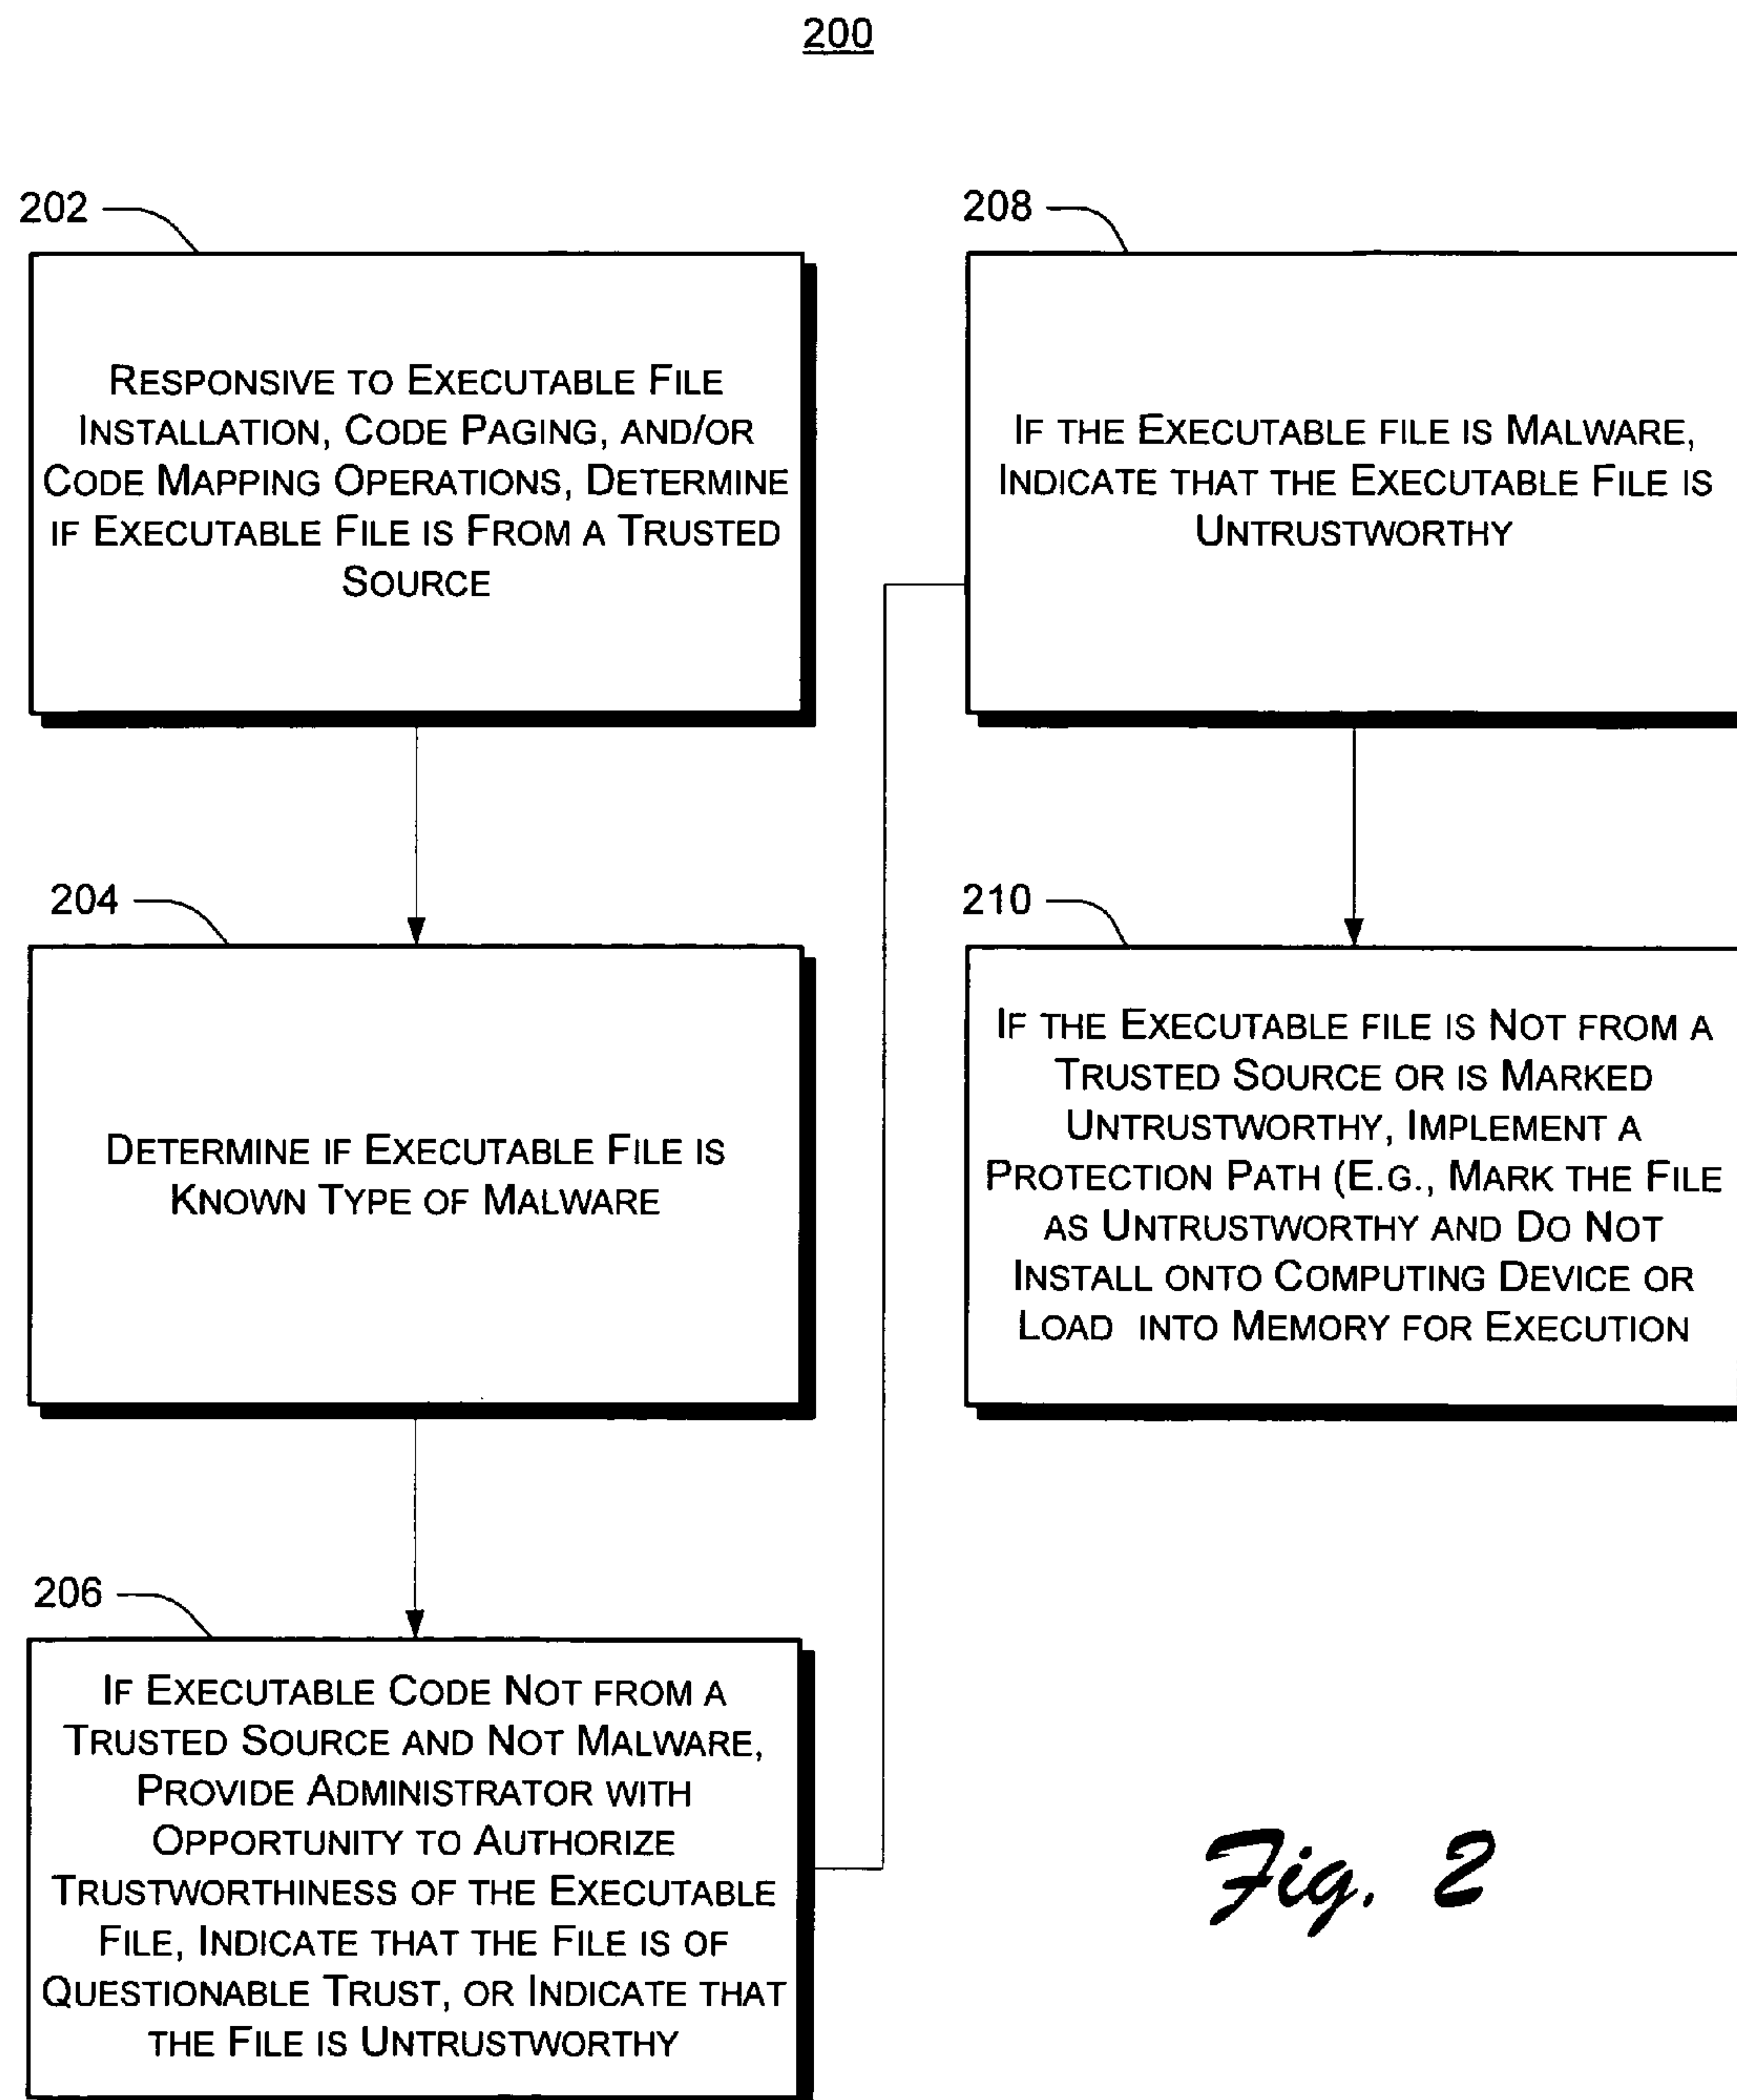 200
202
RESPONSIVE TO EXECUTABLE FILE
INSTALLATION, CODE PAGING, AND/OR
CODE MAPPING OPERATIONS, DETERMINE
IF EXECUTABLE FILE IS FROM A TRUSTED
SOURCE
204
DETERMINE IF EXECUTABLE FILE IS
KNOWN TYPE OF MALWARE
206
IF EXECUTABLE CODE NOT FROM A
TRUSTED SOURCE AND NOT MALWARE,
PROVIDE ADMINISTRATOR WITH
OPPORTUNITY TO AUTHORIZE
TRUSTWORTHINESS OF THE EXECUTABLE
FILE, INDICATE THAT THE FILE IS OF
QUESTIONABLE TRUST, OR INDICATE THAT
THE FILE IS UNTRUSTWORTHY
208
IF THE EXECUTABLE FILE IS MALWARE,
INDICATE THAT THE EXECUTABLE FILE IS
UNTRUSTWORTHY
210
IF THE EXECUTABLE FILE IS NOT FROM A
TRUSTED SOURCE OR IS MARKED
UNTRUSTWORTHY, IMPLEMENT A
PROTECTION PATH (E.G., MARK THE FILE
AS UNTRUSTWORTHY AND DO NOT
INSTALL ONTO COMPUTING DEVICE OR
LOAD INTO MEMORY FOR EXECUTION
Fig. 2